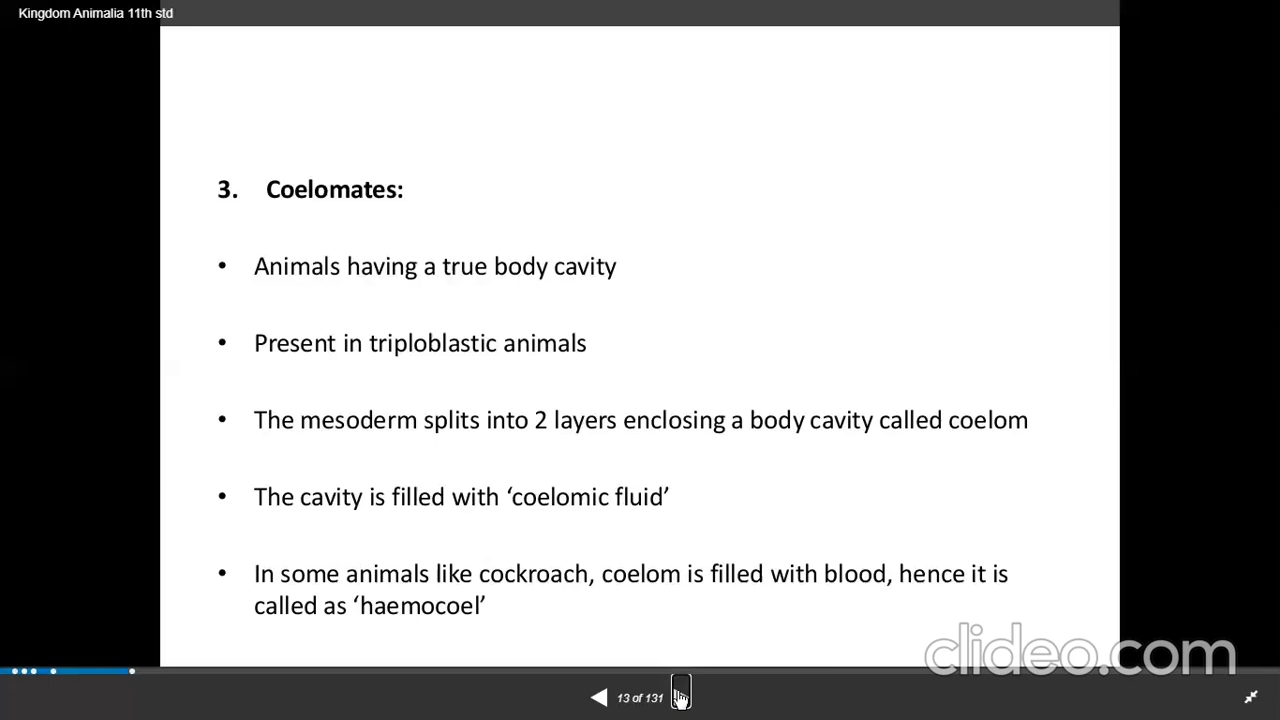 Kingdom Animalia 11th std
3. Coelomates:
• Animals having a true body cavity
• Present in triploblastic animals
• The mesoderm splits into 2 layers enclosing a body cavity called coelom
• The cavity is filled with ‘coelomic fluid’
• In some animals like cockroach, coelom is filled with blood, hence it is
called as ‘haemocoel’
clideo.com
13 of 131